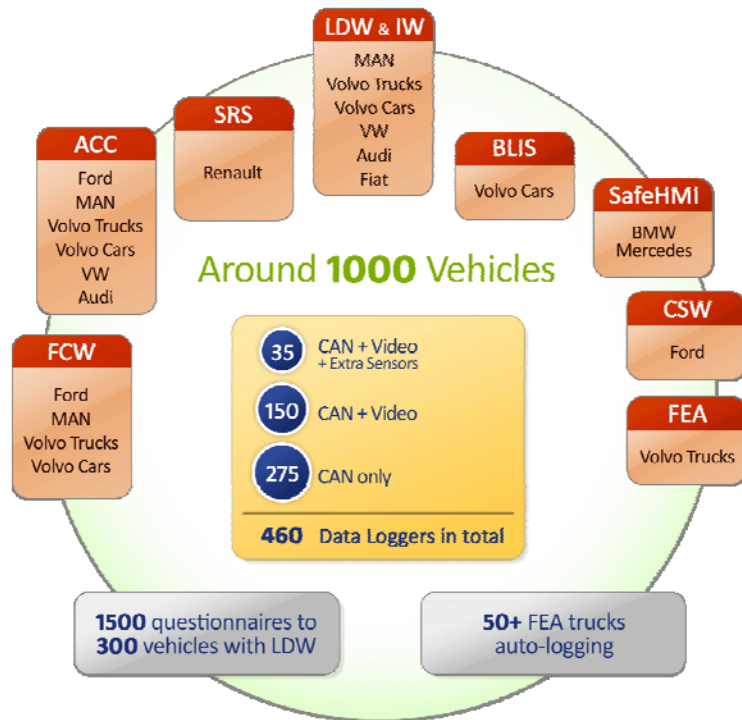 LDW & IW
MAN
Volvo Trucks
Volvo Cars
VW
Audi
Fiat
SRS
Renault
ACC
Ford
MAN
Volvo Trucks
Volvo Cars
VW
Audi
BLIS
Volvo Cars
SafeHMI
BMW
Mercedes
Around 1000 Vehicles
CSW
Ford
FCW
Ford
MAN
Volvo Trucks
Volvo Cars
FEA
Volvo Trucks
35 CAN + Video
+ Extra Sensors
150 CAN + Video
275 CAN only
460 Data Loggers in total
1500 questionnaires to
300 vehicles with LDW
50+ FEA trucks
auto-logging